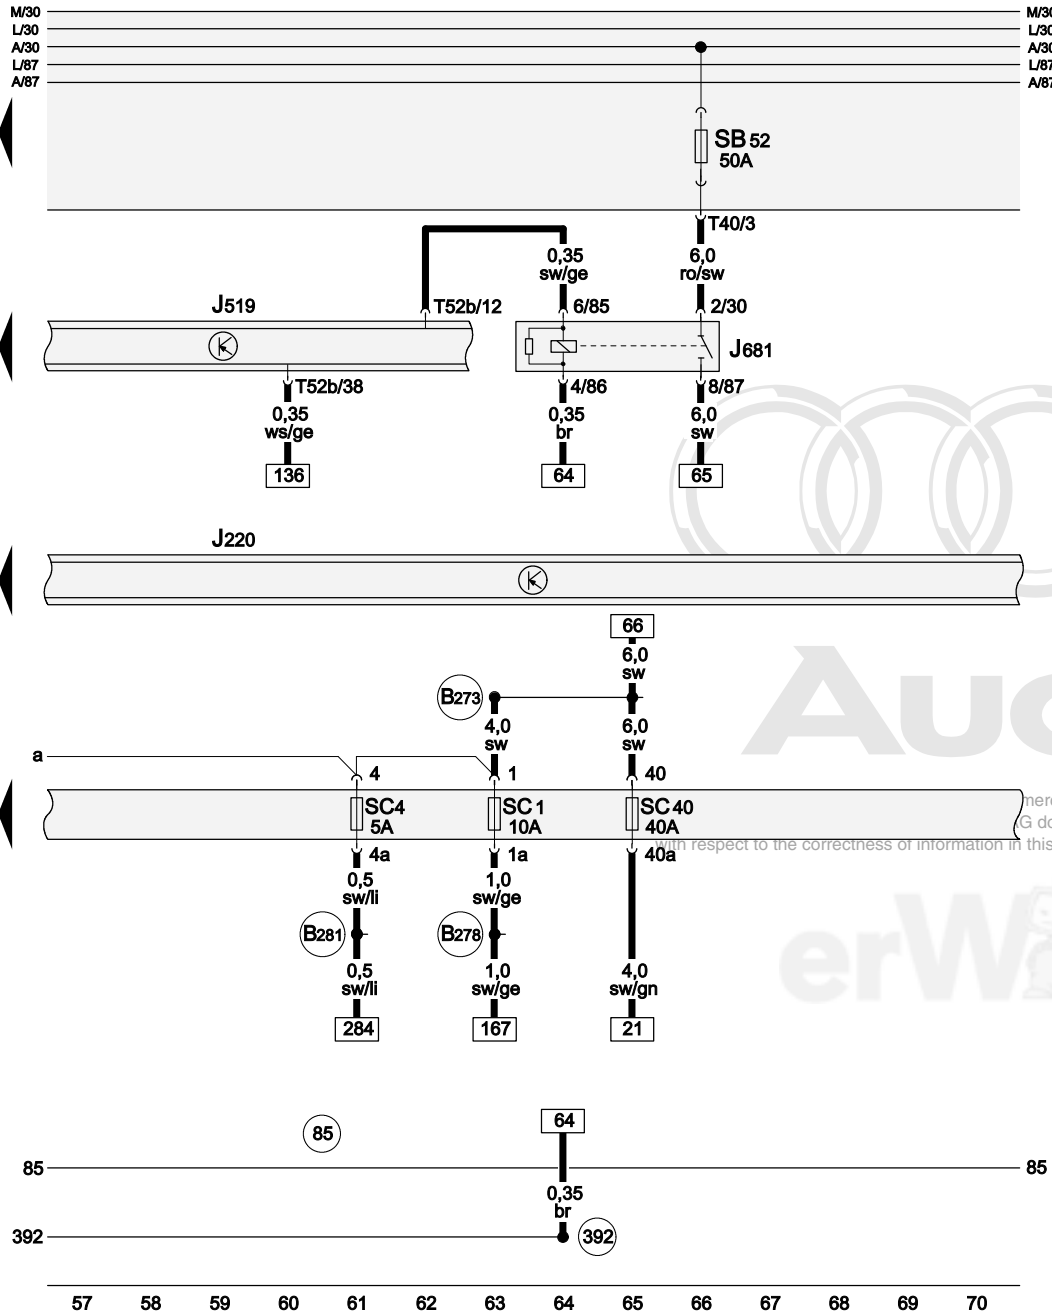 M/30 M/30
L/30 L/30
A/30 A/30
L/87 L/87
A/87 A/87
SB 52
50A
T40/3
0,35 6,0
sw/ge ro/sw
J519 T52b/12 6/85 2/30
J681
T52b/38 4/86 8/87
0,35 0,35 6,0
ws/ge br sw
136 64 65
J220
66
6,0
sw
B273
4,0 6,0
sw sw
a
4 1 40
SC4 SC1 SC40
5A 10A 40A
4a 1a 40a
with respect to the correctness of information in this
0,5 1,0
sw/li sw/ge
B281 B278
0,5 1,0 4,0
sw/li sw/ge sw/gn
284 167 21
64
85
85 85
0,35
br
392 392
57 58 59 60 61 62 63 64 65 66 67 68 69 70